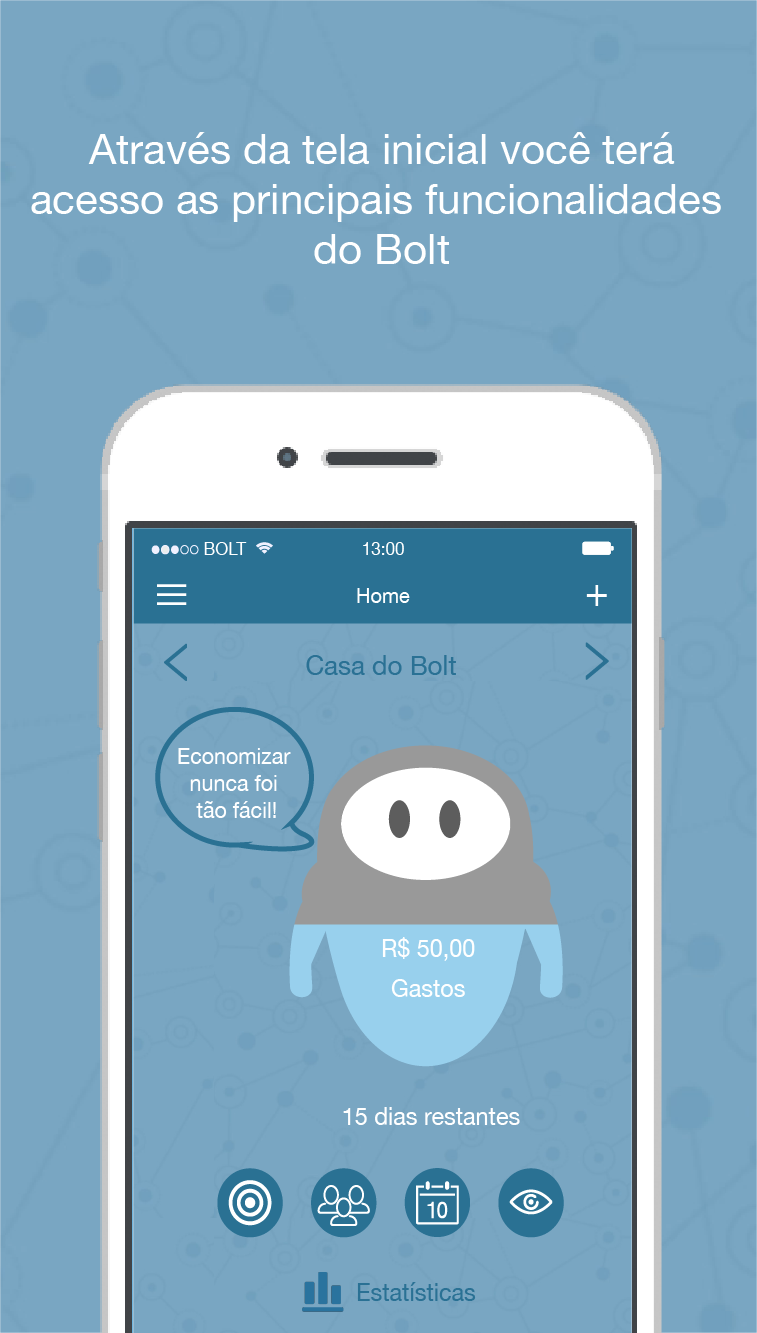 Através da tela inicial você terá
acesso as principais funcionalidades
do Bolt
BOLT
13:00
Home
+
Casa do Bolt
Economizar
nunca foi
tão fácil!
R$ 50,00
Gastos
15 dias restantes
10
Estatísticas